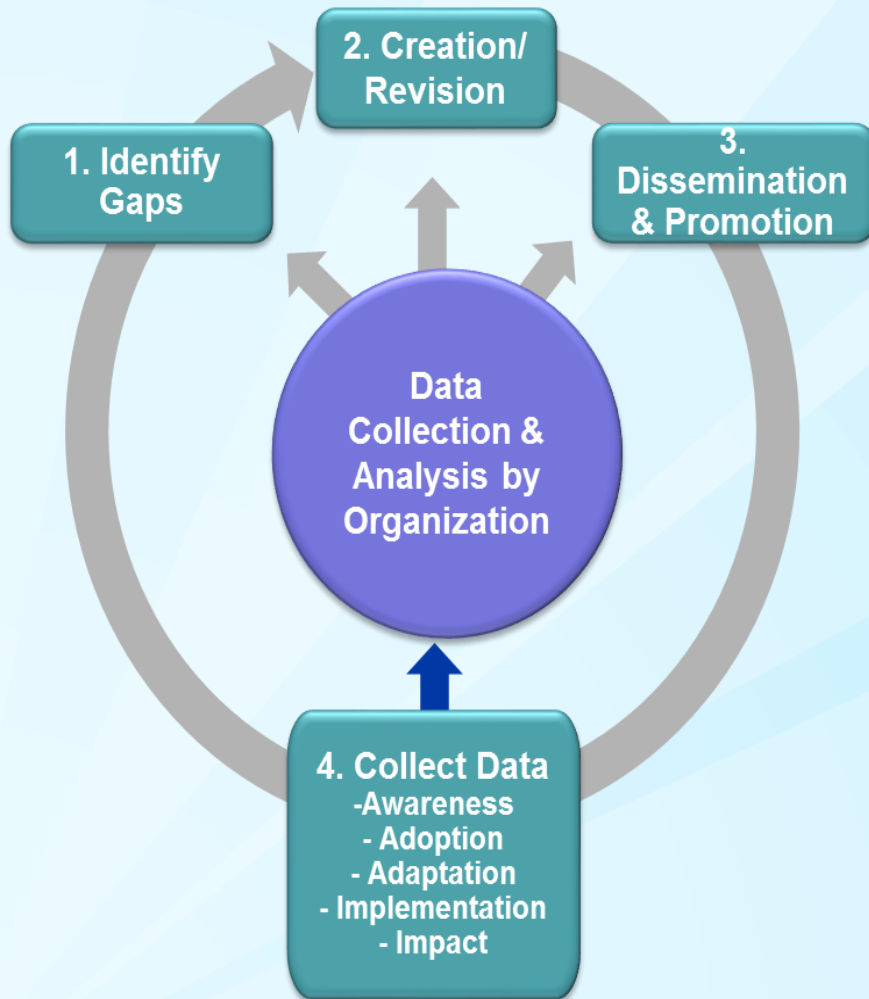 2. Creation/
Revision
1. Identify
Gaps
3.
Dissemination
& Promotion
Data
Collection &
Analysis by
Organization
4. Collect Data
-Awareness
- Adoption
- Adaptation
- Implementation
- Impact